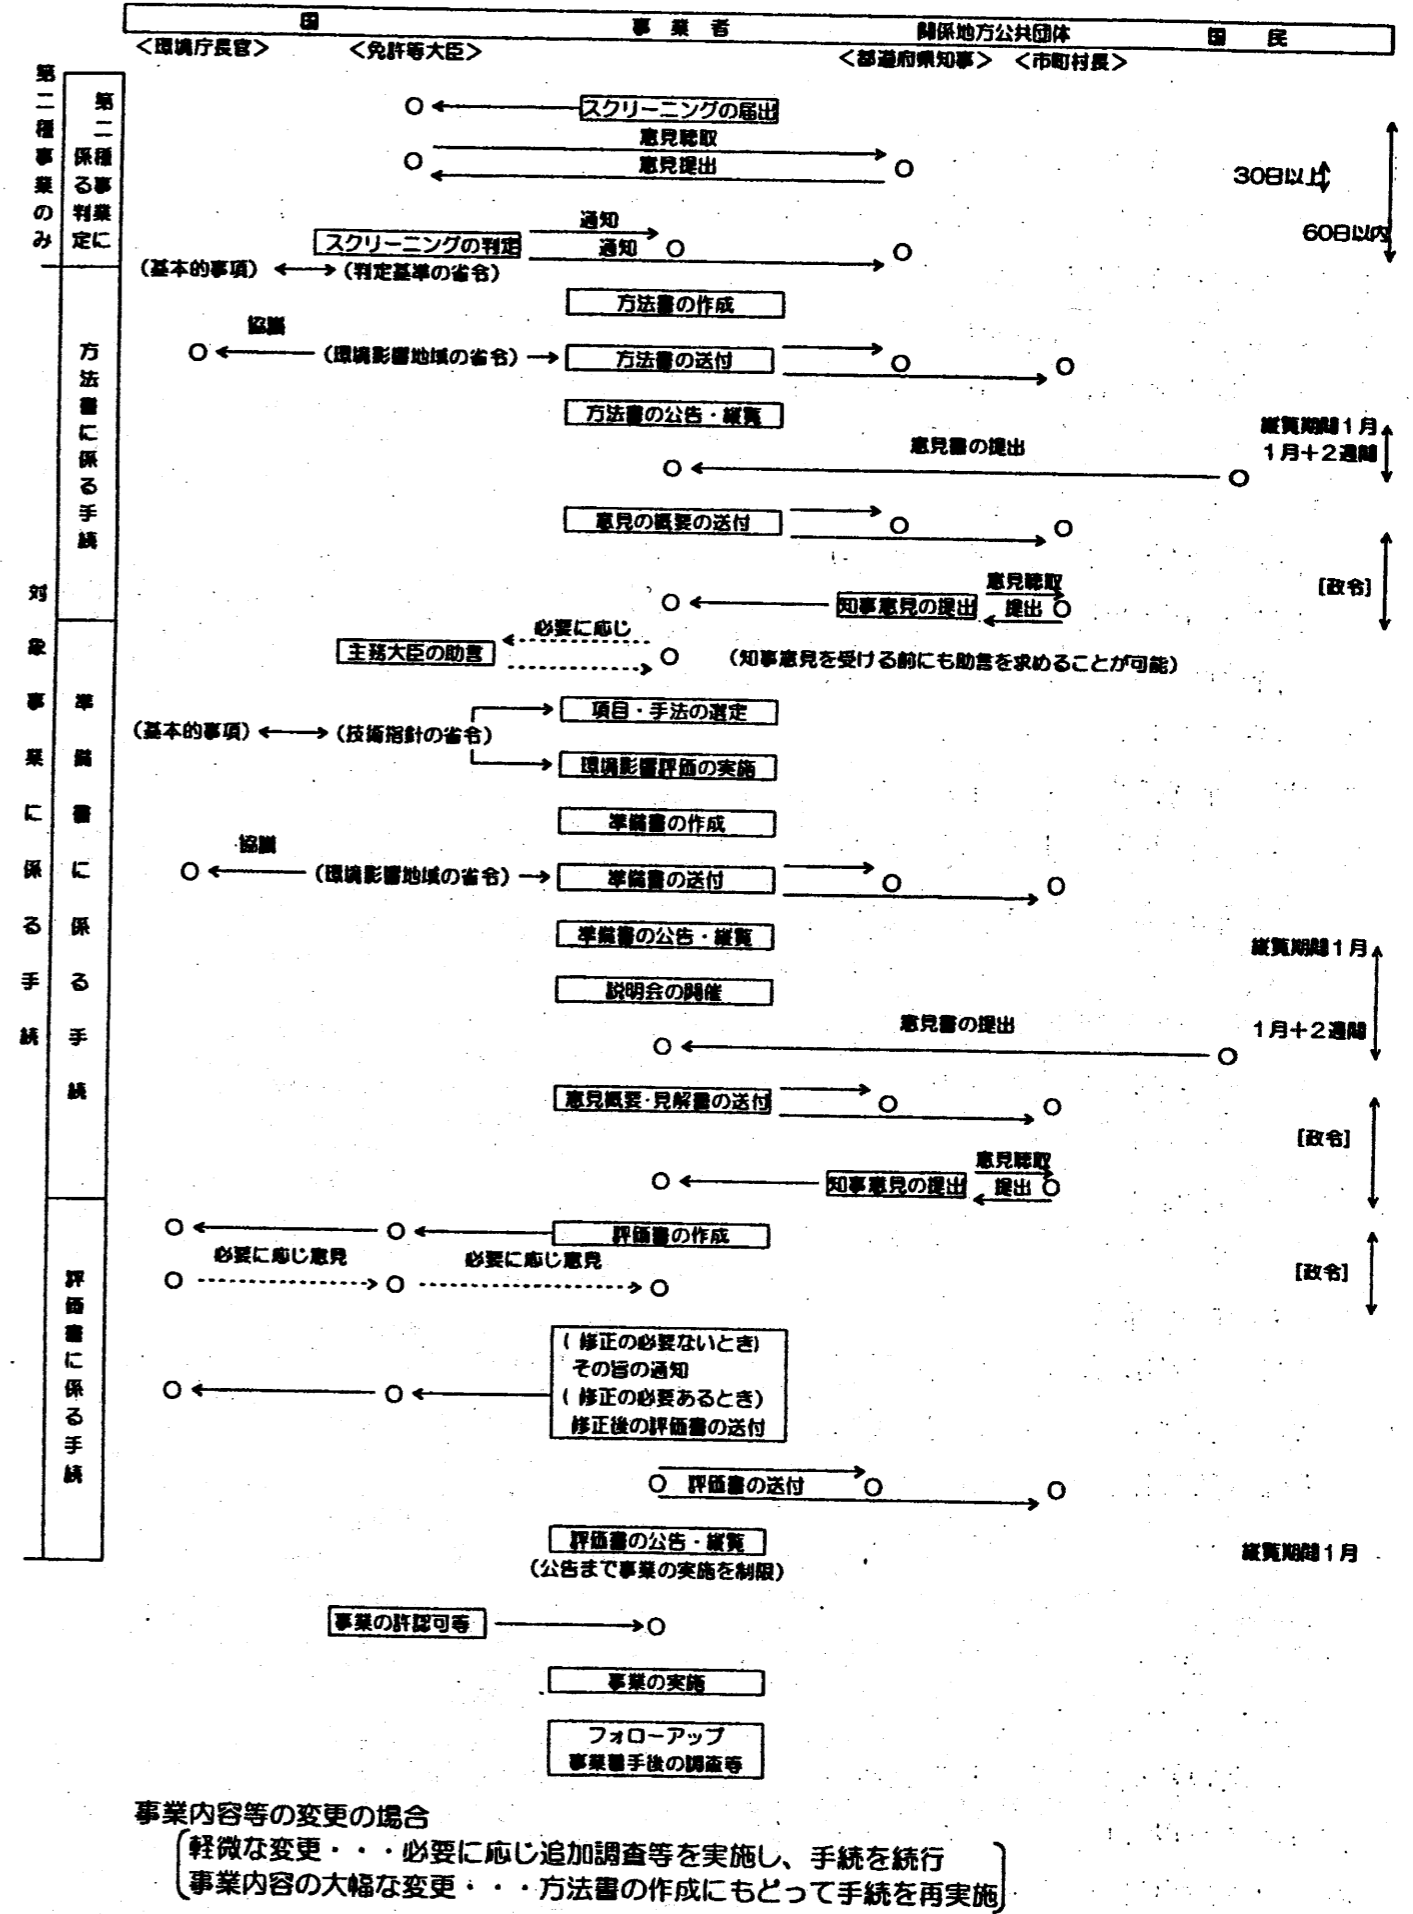 国 事業者 関係地方公共団体 国民
＜環境庁長官＞ ＜免許等大臣＞ ＜都道府県知事＞ ＜市町村長＞
第二種事業のみ
第二種事業に係る判定
スクリーニングの届出
意見聴取
意見提出
30日以上
60日以内
通知
スクリーニングの判定 通知
（基本的事項） （判定基準の省令）
方法書に係る手続
方法書の作成
協議
（環境影響地域の省令） 方法書の送付
方法書の公告・縦覧
縦覧期間1月
意見書の提出 1月＋2週間
意見の概要の送付
対象事業に係る手続
[政令]
意見聴取
知事意見の提出 提出
必要に応じ
主務大臣の助言 （知事意見を受ける前にも助言を求めることが可能）
準備書に係る手続
項目・手法の選定
（基本的事項） （技術指針の省令）
環境影響評価の実施
準備書の作成
協議
（環境影響地域の省令） 準備書の送付
準備書の公告・縦覧 縦覧期間1月
説明会の開催
意見書の提出 1月＋2週間
意見概要・見解書の送付
[政令]
意見聴取
知事意見の提出 提出
評価書に係る手続
評価書の作成
必要に応じ意見 必要に応じ意見
[政令]
（修正の必要ないとき）
その旨の通知
（修正の必要あるとき）
修正後の評価書の送付
評価書の送付
評価書の公告・縦覧 縦覧期間1月
（公告まで事業の実施を制限）
事業の許認可等
事業の実施
フォローアップ
事業着手後の調査等
事業内容等の変更の場合
軽微な変更・・・必要に応じ追加調査等を実施し、手続を続行
事業内容の大幅な変更・・・方法書の作成にもどって手続を再実施